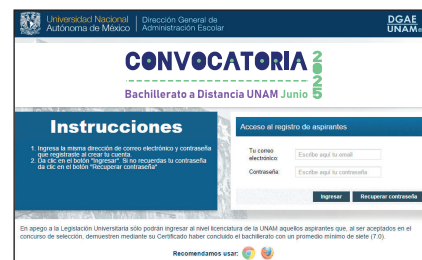 Universidad Nacional Autónoma de México
Dirección General de Administración Escolar
DGAE
UNAM
CONVOCATORIA 2025
Bachillerato a Distancia UNAM Junio
Instrucciones
1. Ingresa la misma dirección de correo electrónico y contraseña
que registraste al crear tu cuenta.
2. Da clic en el botón "Ingresar". Si no recuerdas tu contraseña
da clic en el botón "Recuperar contraseña"
Acceso al registro de aspirantes
Tu correo
electrónico:
Escribe aquí tu email
Contraseña:
Escribe aquí tu contraseña
Ingresar
Recuperar contraseña
En apego a la Legislación Universitaria sólo podrán ingresar al nivel licenciatura de la UNAM aquellos aspirantes que, al ser aceptados en el
concurso de selección, demuestren mediante su Certificado haber concluido el bachillerato con un promedio mínimo de siete (7.0).
Recomendamos usar: